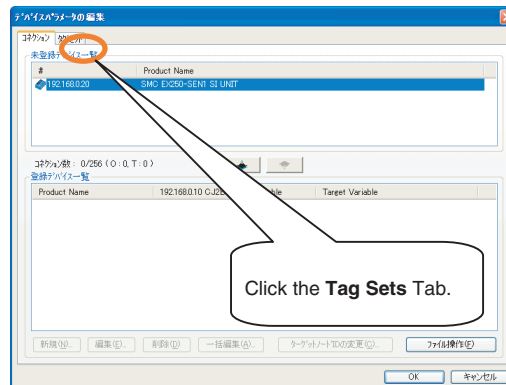 ﾃﾞﾊﾞｲｽﾊﾟﾗﾒｰﾀの編集
ｺﾈｸｼｮﾝ
未登録ﾃﾞﾊﾞｲｽ一覧
# Product Name
192.168.0.20 SMC EX250-SEN1 SI UNIT
ｺﾈｸｼｮﾝ数 : 0/256 ( O : 0, T : 0 )
登録ﾃﾞﾊﾞｲｽ一覧
Product Name 192.168.0.10 CJ2 Target Variable
Click the Tag Sets Tab.
新規(N)... 編集(E)... 削除(D) 一括編集(A)... ﾀｰｹﾞｯﾄﾉｰﾄﾞIDの変更(C)... ﾌｧｲﾙ操作(F)
OK ｷｬﾝｾﾙ